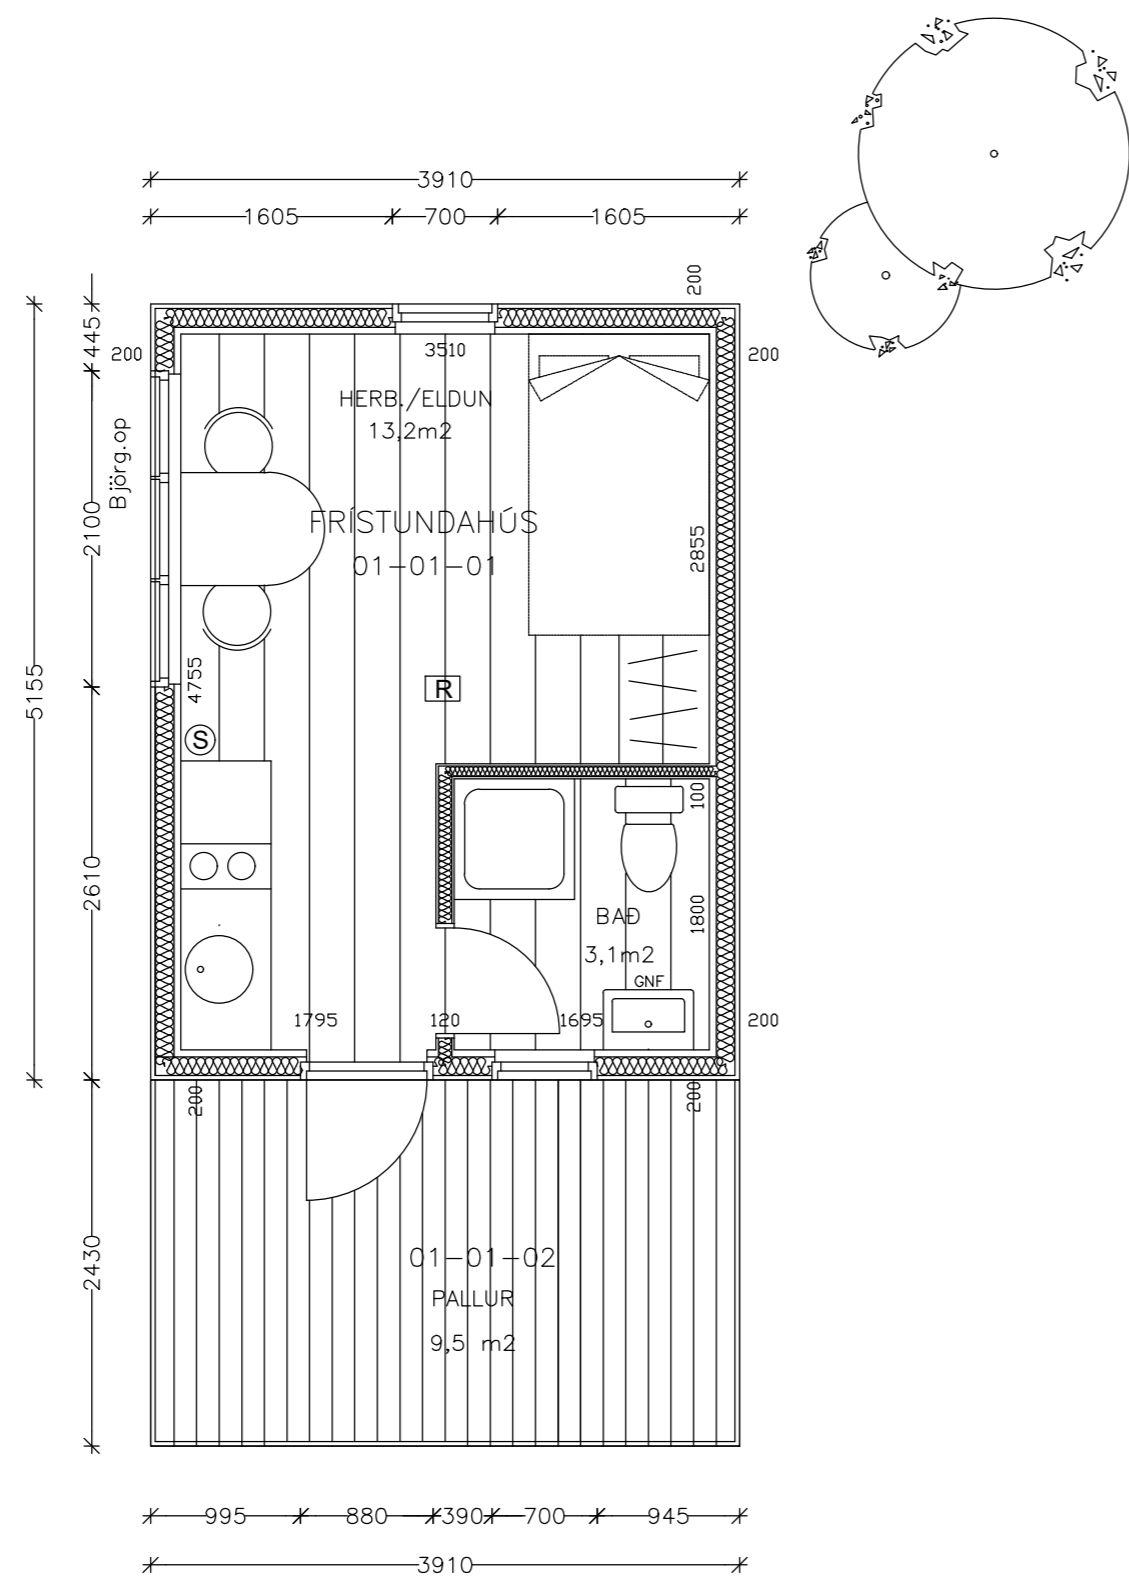 3910
1605 700 1605
200
445
200
3510
200
HERB./ELDUN
13,2m2
Björg.op
2100
FRÍSTUNDAHÚS
01-01-01
2855
5155
4755
R
S
100
2610
BAÐ
1800
3,1m2
GNF
1795 120 1695 200
200 200
01-01-02
2430
PALLUR
9,5 m2
995 880 390 700 945
3910